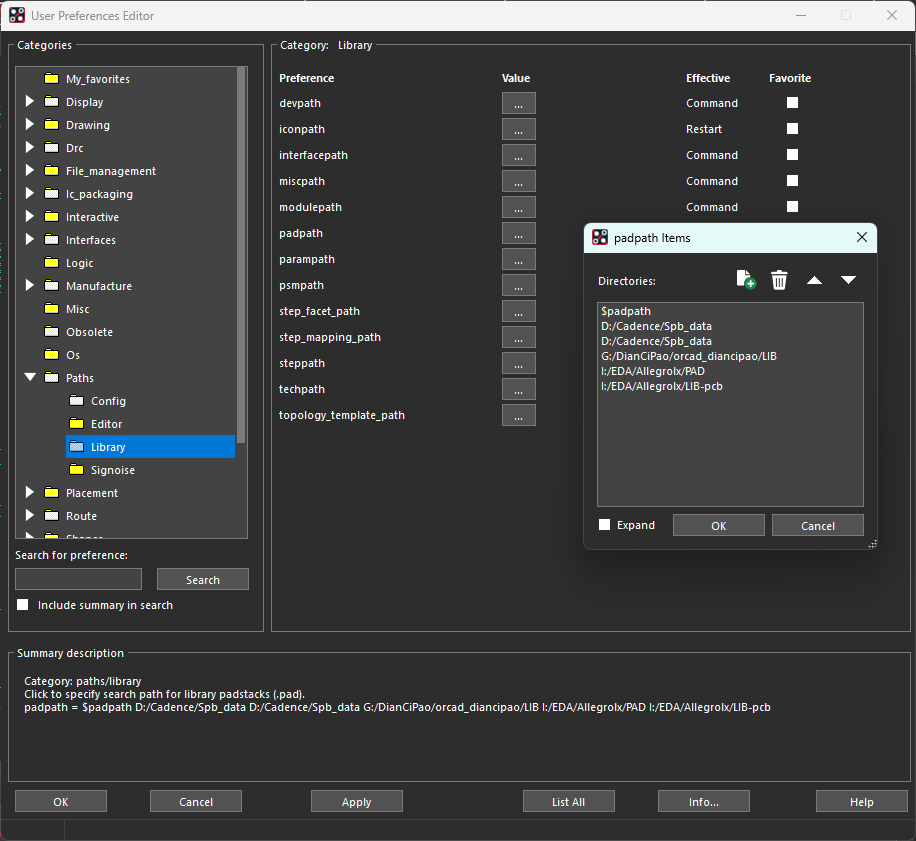 User Preferences Editor
Categories
My_favorites
Display
Drawing
Drc
File_management
Ic_packaging
Interactive
Interfaces
Logic
Manufacture
Misc
Obsolete
Os
Paths
Config
Editor
Library
Signoise
Placement
Route
Search for preference:
Search
Include summary in search
Category: Library
Preference Value Effective Favorite
devpath ... Command
iconpath ... Restart
interfacepath ... Command
miscpath ... Command
modulepath ... Command
padpath ...
parampath ...
psmpath ...
step_facet_path ...
step_mapping_path ...
steppath ...
techpath ...
topology_template_path ...
padpath Items
Directories:
$padpath
D:/Cadence/Spb_data
D:/Cadence/Spb_data
G:/DianCiPao/orcad_diancipao/LIB
I:/EDA/AllegroIx/PAD
I:/EDA/AllegroIx/LIB-pcb
Expand OK Cancel
Summary description
Category: paths/library
Click to specify search path for library padstacks (.pad).
padpath = $padpath D:/Cadence/Spb_data D:/Cadence/Spb_data G:/DianCiPao/orcad_diancipao/LIB I:/EDA/AllegroIx/PAD I:/EDA/AllegroIx/LIB-pcb
OK Cancel Apply List All Info... Help